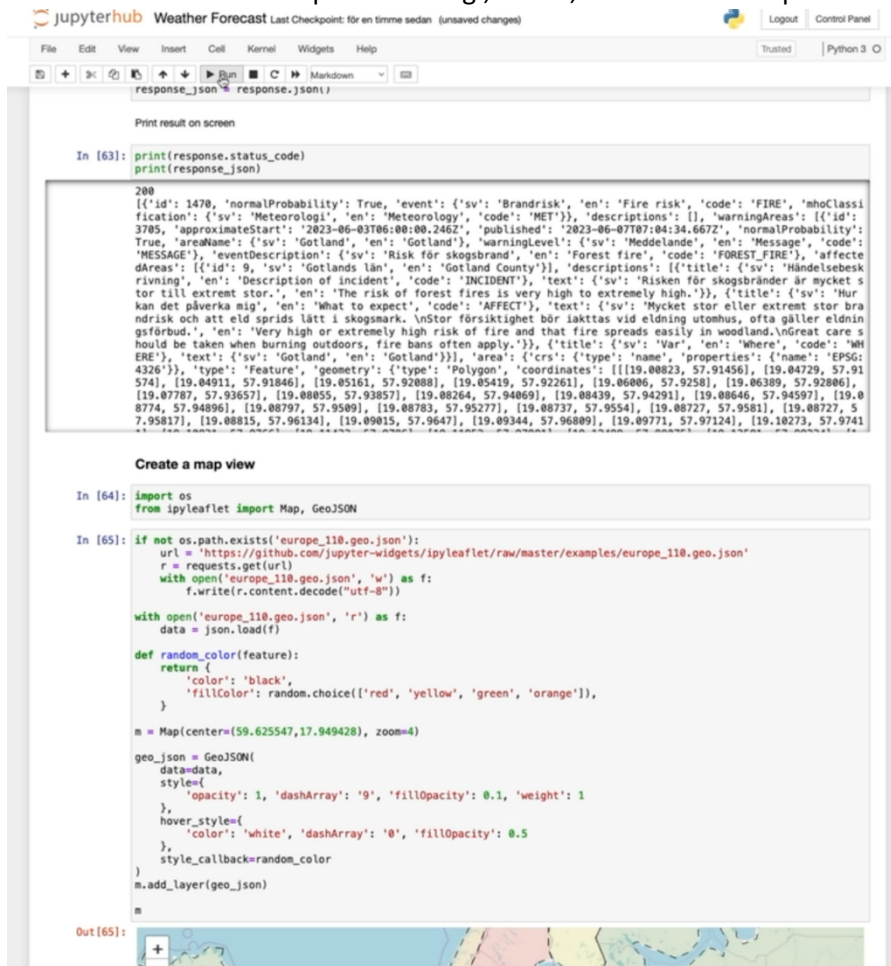 jupyterhub Weather Forecast Last Checkpoint: för en timme sedan (unsaved changes) Logout Control Panel
File Edit View Insert Cell Kernel Widgets Help Trusted Python 3
Run Markdown
response_json = response.json()
Print result on screen
In [63]: print(response.status_code)
print(response_json)
200
[{'id': 1470, 'normalProbability': True, 'event': {'sv': 'Brandrisk', 'en': 'Fire risk', 'code': 'FIRE', 'mhoClassi
fication': {'sv': 'Meteorologi', 'en': 'Meteorology', 'code': 'MET'}}, 'descriptions': [], 'warningAreas': [{'id':
3705, 'approximateStart': '2023-06-03T06:00:00.246Z', 'published': '2023-06-07T07:04:34.667Z', 'normalProbability':
True, 'areaName': {'sv': 'Gotland', 'en': 'Gotland'}, 'warningLevel': {'sv': 'Meddelande', 'en': 'Message', 'code':
'MESSAGE'}, 'eventDescription': {'sv': 'Risk för skogsbrand', 'en': 'Forest fire', 'code': 'FOREST_FIRE'}, 'affecte
dAreas': [{'id': 9, 'sv': 'Gotlands län', 'en': 'Gotland County'}], 'descriptions': [{'title': {'sv': 'Händelsebesk
rivning', 'en': 'Description of incident', 'code': 'INCIDENT'}, 'text': {'sv': 'Risken för skogsbränder är mycket s
tor till extremt stor.', 'en': 'The risk of forest fires is very high to extremely high.'}}, {'title': {'sv': 'Hur
kan det påverka mig', 'en': 'What to expect', 'code': 'AFFECT'}, 'text': {'sv': 'Mycket stor eller extremt stor bra
ndrisk och att eld sprids lätt i skogsmark. \nStor försiktighet bör iakttas vid eldning utomhus, ofta gäller eldnin
gsförbud.', 'en': 'Very high or extremely high risk of fire and that fire spreads easily in woodland.\nGreat care s
hould be taken when burning outdoors, fire bans often apply.'}}, {'title': {'sv': 'Var', 'en': 'Where', 'code': 'WH
ERE'}, 'text': {'sv': 'Gotland', 'en': 'Gotland'}}], 'area': {'crs': {'type': 'name', 'properties': {'name': 'EPSG:
4326'}}, 'type': 'Feature', 'geometry': {'type': 'Polygon', 'coordinates': [[[19.00823, 57.91456], [19.04729, 57.91
574], [19.04911, 57.91846], [19.05161, 57.92088], [19.05419, 57.92261], [19.06006, 57.9258], [19.06389, 57.92806],
[19.07787, 57.93657], [19.08055, 57.93857], [19.08264, 57.94069], [19.08439, 57.94291], [19.08646, 57.94597], [19.0
8774, 57.94896], [19.08797, 57.9509], [19.08783, 57.95277], [19.08737, 57.9554], [19.08727, 57.9581], [19.08727, 5
7.95817], [19.08815, 57.96134], [19.09015, 57.9647], [19.09344, 57.96809], [19.09771, 57.97124], [19.10273, 57.9741
Create a map view
In [64]: import os
from ipyleaflet import Map, GeoJSON
In [65]: if not os.path.exists('europe_110.geo.json'):
url = 'https://github.com/jupyter-widgets/ipyleaflet/raw/master/examples/europe_110.geo.json'
r = requests.get(url)
with open('europe_110.geo.json', 'w') as f:
f.write(r.content.decode("utf-8"))
with open('europe_110.geo.json', 'r') as f:
data = json.load(f)
def random_color(feature):
return {
'color': 'black',
'fillColor': random.choice(['red', 'yellow', 'green', 'orange']),
}
m = Map(center=(59.625547,17.949428), zoom=4)
geo_json = GeoJSON(
data=data,
style={
'opacity': 1, 'dashArray': '9', 'fillOpacity': 0.1, 'weight': 1
},
hover_style={
'color': 'white', 'dashArray': '0', 'fillOpacity': 0.5
},
style_callback=random_color
)
m.add_layer(geo_json)
m
Out[65]:
+